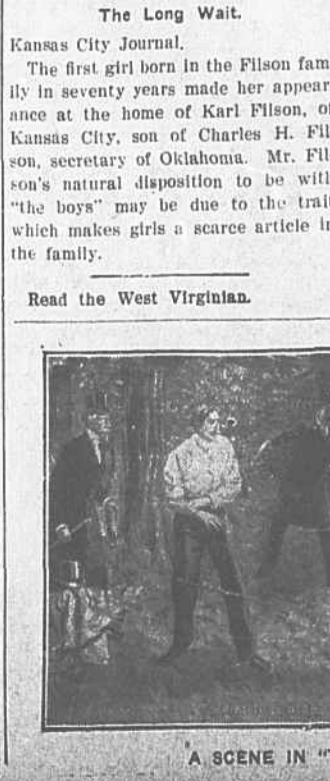 The Long Wait.
Kansas City Journal.
The first girl born in the Filson fam
ily in seventy years made her appear
ance at the home of Karl Filson, of
Kansas City, son of Charles H. Fil
son, secretary of Oklahoma. Mr. Fil
son's natural disposition to be with
"the boys" may be due to the trait
which makes girls a scarce article in
the family.
Read the West Virginian.
A SCENE IN "